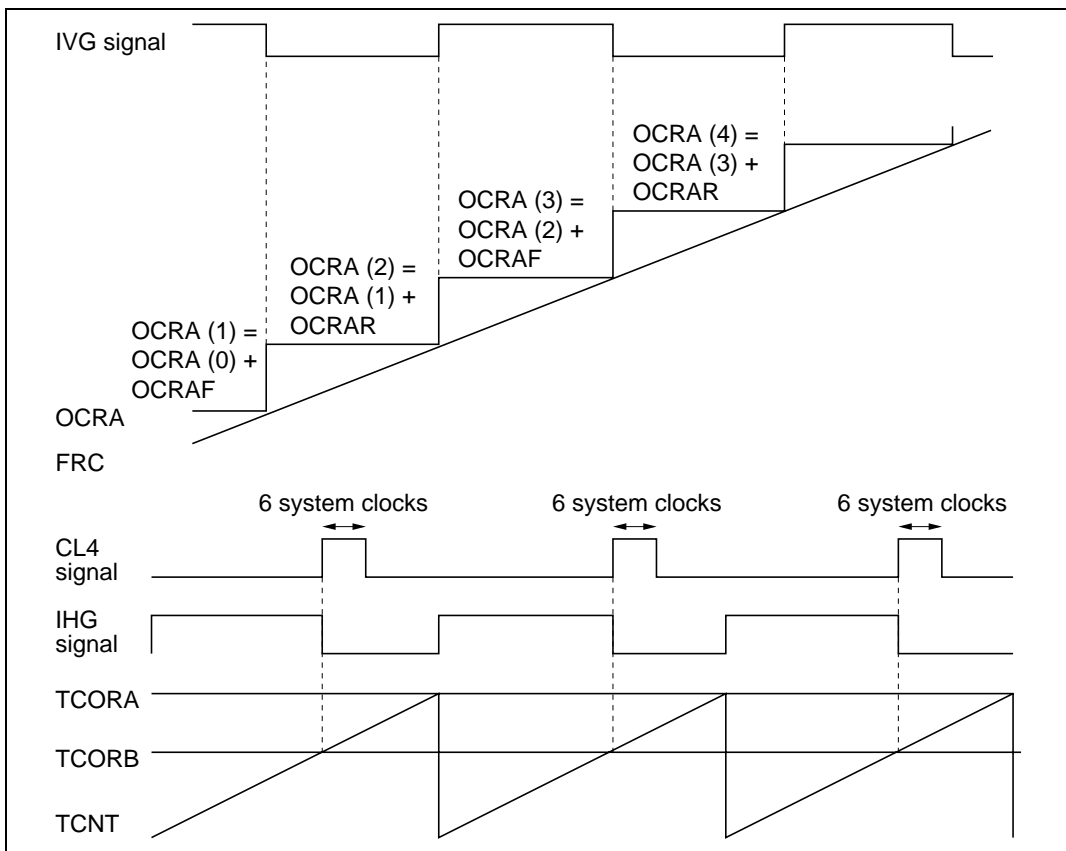 IVG signal
OCRA (4) =
OCRA (3) +
OCRAR
OCRA (3) =
OCRA (2) +
OCRAF
OCRA (2) =
OCRA (1) +
OCRAR
OCRA (1) =
OCRA (0) +
OCRAF
OCRA
FRC
6 system clocks 6 system clocks 6 system clocks
CL4
signal
IHG
signal
TCORA
TCORB
TCNT